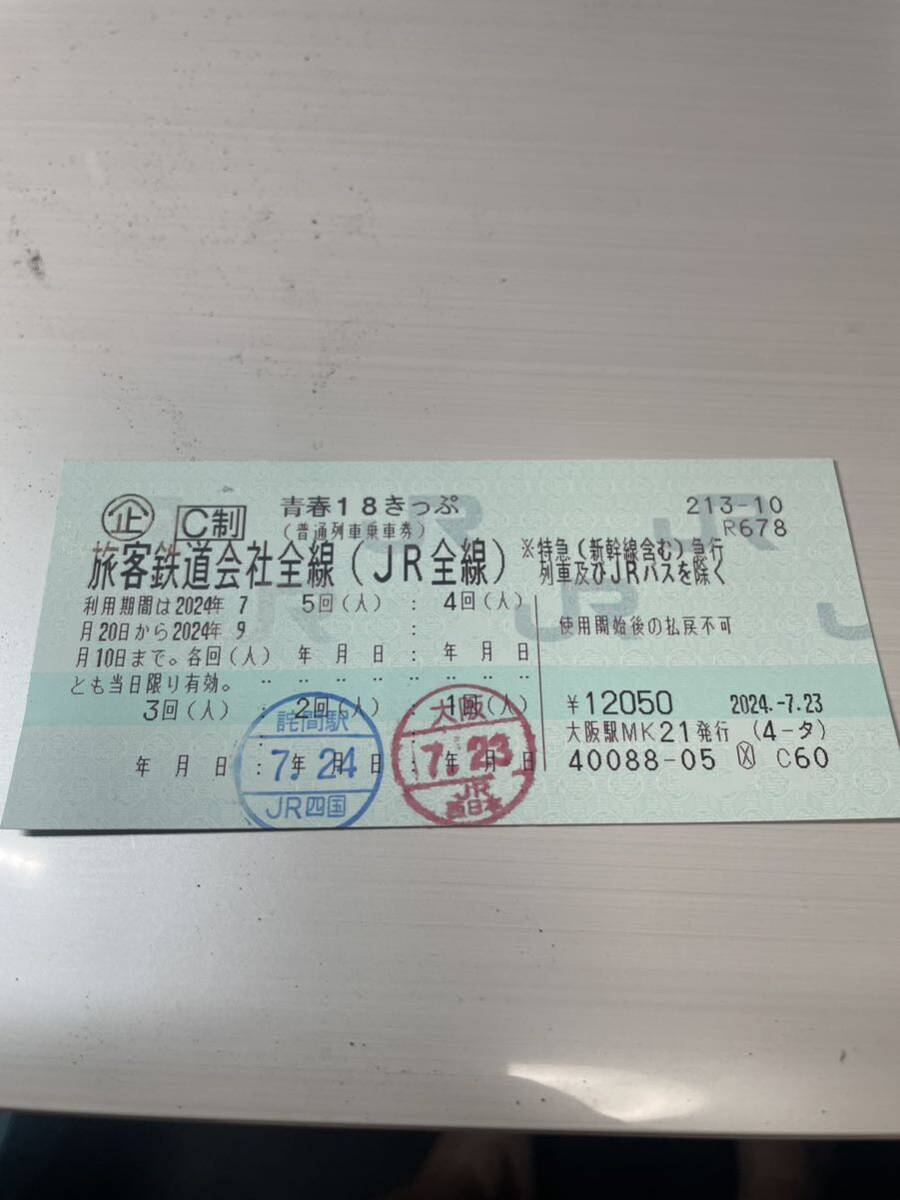 企 C制 青春18きっぷ 213-10
(普通列車乗車券) R678
旅客鉄道会社全線(JR全線) ※特急(新幹線含む)急行
列車及びJRバスを除く
利用期間は2024年 7
月20日から2024年 9
月10日まで。各回(人)
とも当日限り有効。
5回(人) : 4回(人)
:
年 月 日 : 年 月 日
使用開始後の払戻不可
3回(人) : 2回(人) : 1回(人)
年 月 日 : 年 月 日 : 年 月 日
詫間駅
7.24
JR四国
大阪
7.23
JR
西日本
¥12050 2024.-7.23
大阪駅MK21発行 (4-タ)
40088-05 ㊇ C60